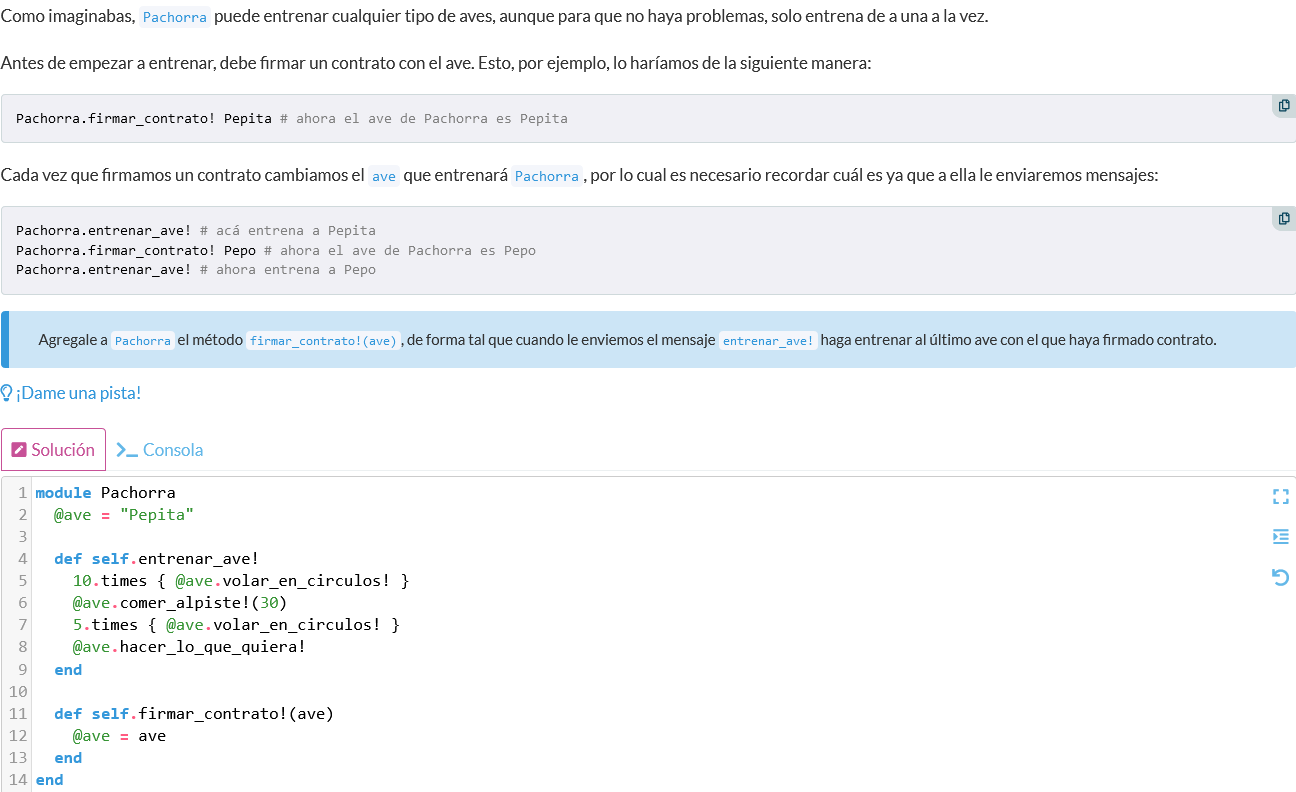 Como imaginabas, Pachorra puede entrenar cualquier tipo de aves, aunque para que no haya problemas, solo entrena de a una a la vez.
Antes de empezar a entrenar, debe firmar un contrato con el ave. Esto, por ejemplo, lo haríamos de la siguiente manera:
Pachorra.firmar_contrato! Pepita # ahora el ave de Pachorra es Pepita
Cada vez que firmamos un contrato cambiamos el ave que entrenará Pachorra, por lo cual es necesario recordar cuál es ya que a ella le enviaremos mensajes:
Pachorra.entrenar_ave! # acá entrena a Pepita
Pachorra.firmar_contrato! Pepo # ahora el ave de Pachorra es Pepo
Pachorra.entrenar_ave! # ahora entrena a Pepo
Agregale a Pachorra el método firmar_contrato!(ave), de forma tal que cuando le enviemos el mensaje entrenar_ave! haga entrenar al último ave con el que haya firmado contrato.
¡Dame una pista!
Solución >_ Consola
1 module Pachorra
2   @ave = "Pepita"
3
4   def self.entrenar_ave!
5     10.times { @ave.volar_en_circulos! }
6     @ave.comer_alpiste!(30)
7     5.times { @ave.volar_en_circulos! }
8     @ave.hacer_lo_que_quiera!
9   end
10
11   def self.firmar_contrato!(ave)
12     @ave = ave
13   end
14 end